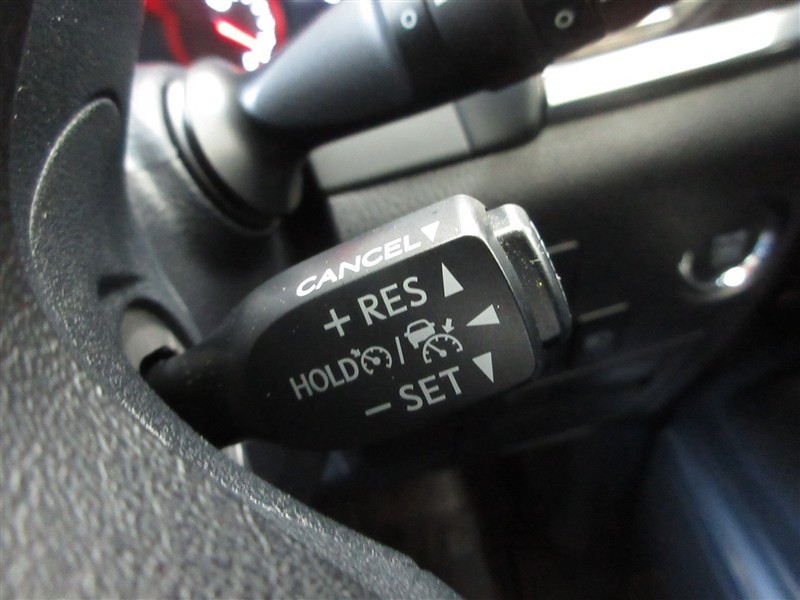 CANCEL
+ RES
HOLD /
− SET